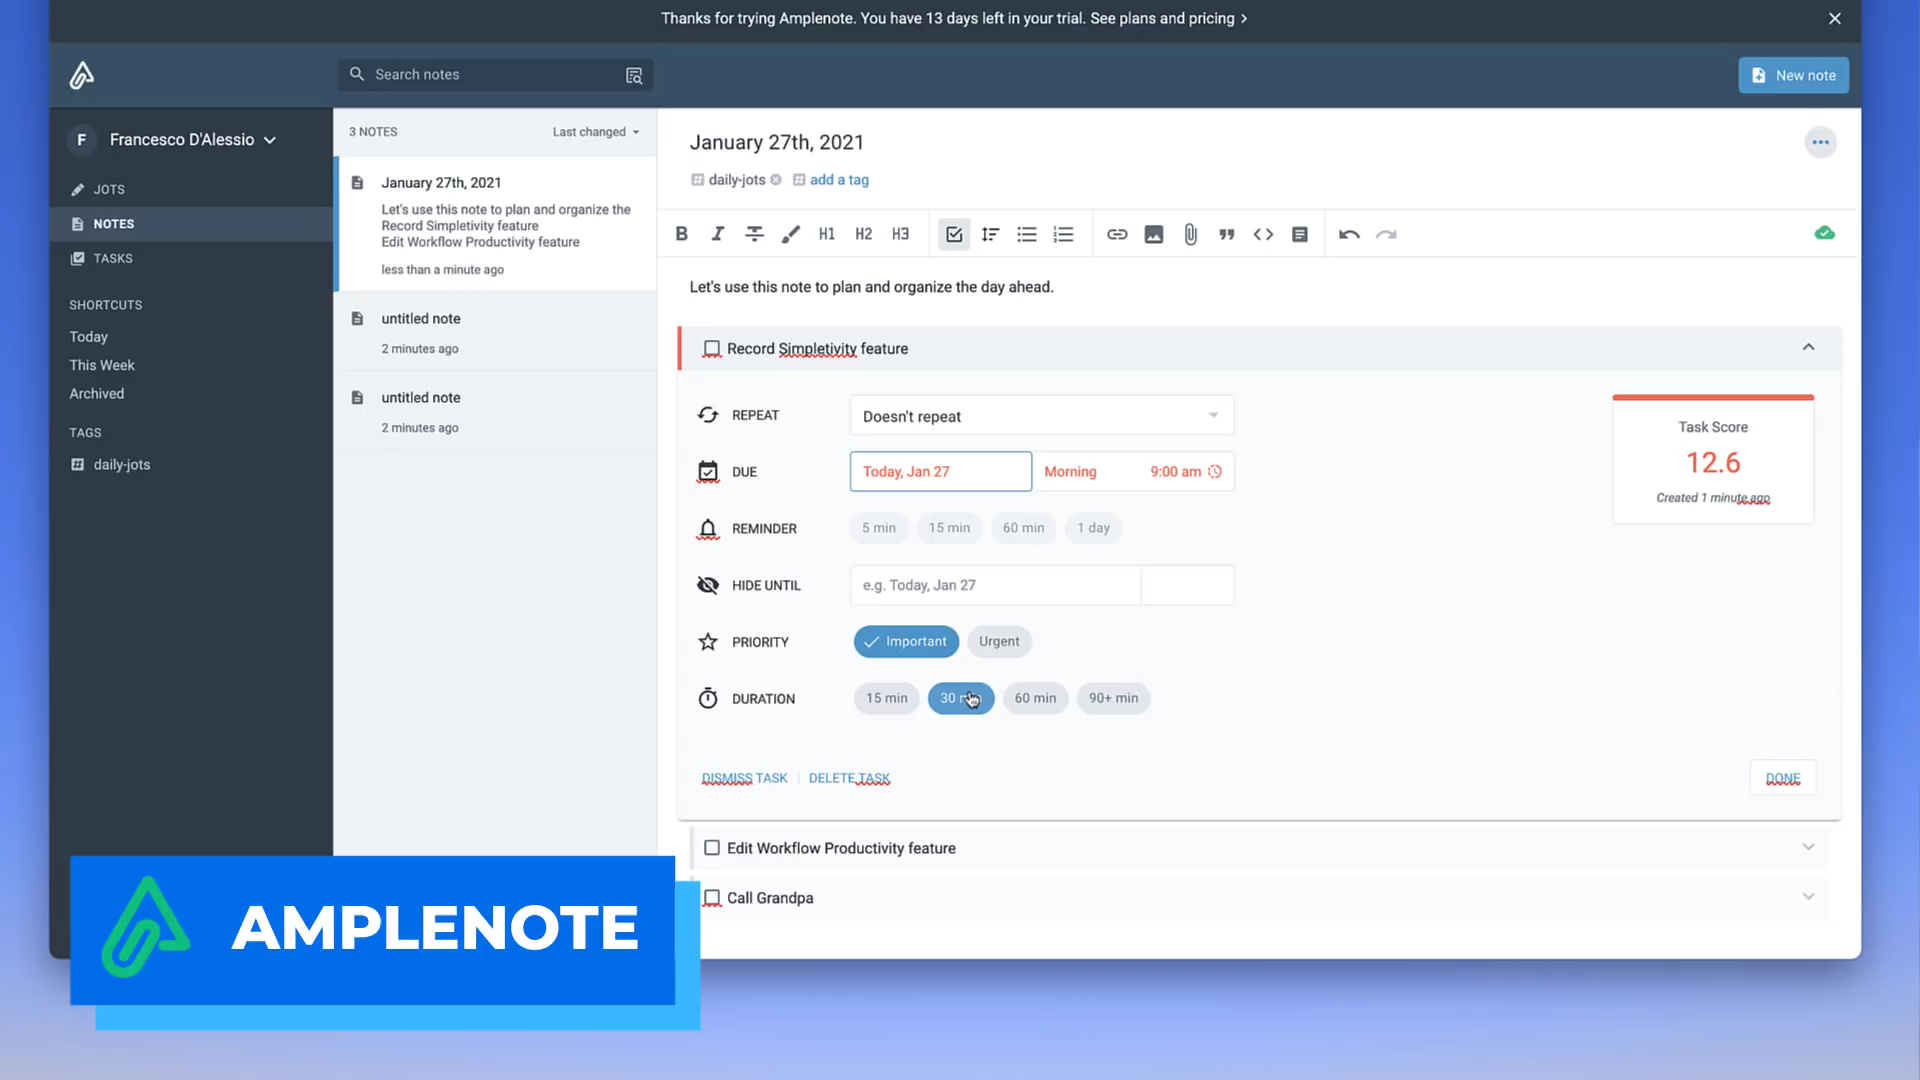 Thanks for trying Amplenote. You have 13 days left in your trial. See plans and pricing >
Search notes
New note
F Francesco D'Alessio
JOTS
NOTES
TASKS
SHORTCUTS
Today
This Week
Archived
TAGS
daily-jots
3 NOTES Last changed
January 27th, 2021
Let's use this note to plan and organize the
Record Simpletivity feature
Edit Workflow Productivity feature
less than a minute ago
untitled note
2 minutes ago
untitled note
2 minutes ago
January 27th, 2021
daily-jots add a tag
B I H1 H2 H3
Let's use this note to plan and organize the day ahead.
Record Simpletivity feature
REPEAT Doesn't repeat
DUE Today, Jan 27 Morning 9:00 am
REMINDER 5 min 15 min 60 min 1 day
HIDE UNTIL e.g. Today, Jan 27
PRIORITY Important Urgent
DURATION 15 min 30 60 min 90+ min
Task Score
12.6
Created 1 minute ago
DISMISS TASK DELETE TASK
DONE
Edit Workflow Productivity feature
Call Grandpa
AMPLENOTE